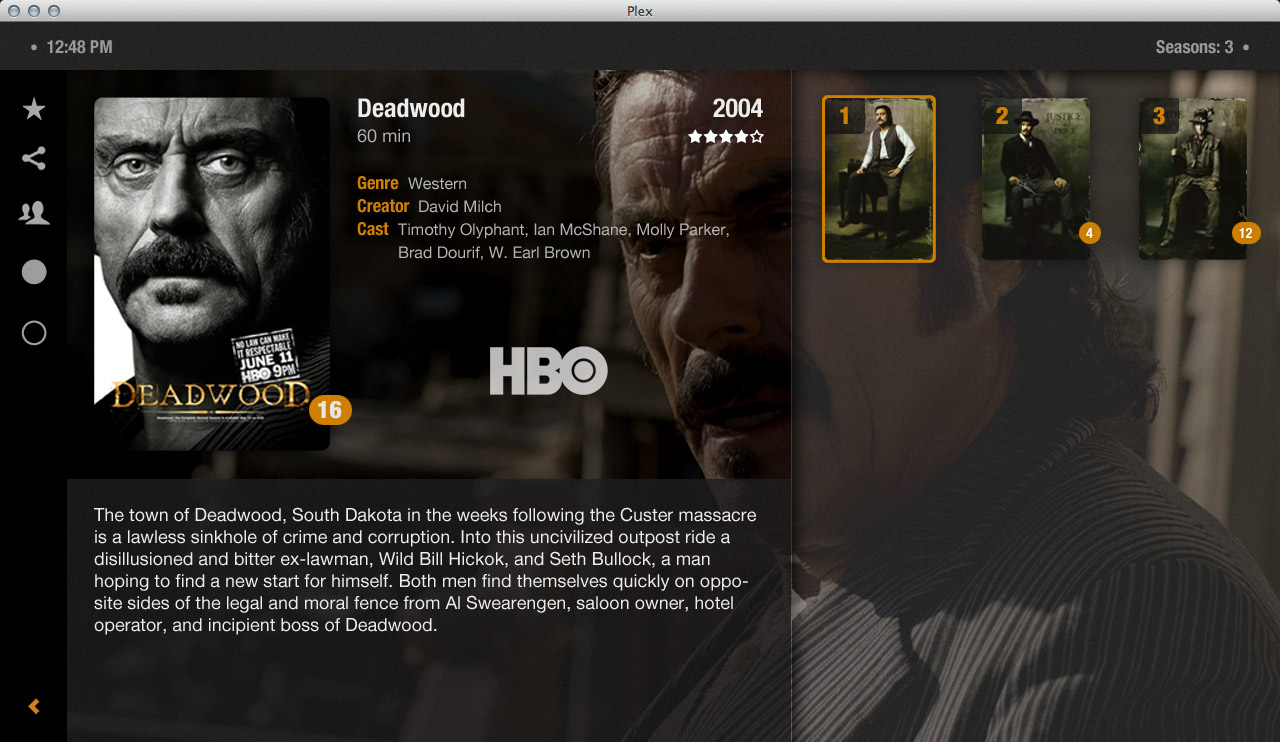 Plex
12:48 PM
Seasons: 3
Deadwood
2004
60 min
Genre Western
Creator David Milch
Cast Timothy Olyphant, Ian McShane, Molly Parker,
Brad Dourif, W. Earl Brown
HBO
NO LAW CAN MAKE
IT RESPECTABLE
JUNE 11
HBO 9PM
DEADWOOD
16
The town of Deadwood, South Dakota in the weeks following the Custer massacre
is a lawless sinkhole of crime and corruption. Into this uncivilized outpost ride a
disillusioned and bitter ex-lawman, Wild Bill Hickok, and Seth Bullock, a man
hoping to find a new start for himself. Both men find themselves quickly on oppo-
site sides of the legal and moral fence from Al Swearengen, saloon owner, hotel
operator, and incipient boss of Deadwood.
1
2
JUSTICE
PRICE
4
3
12